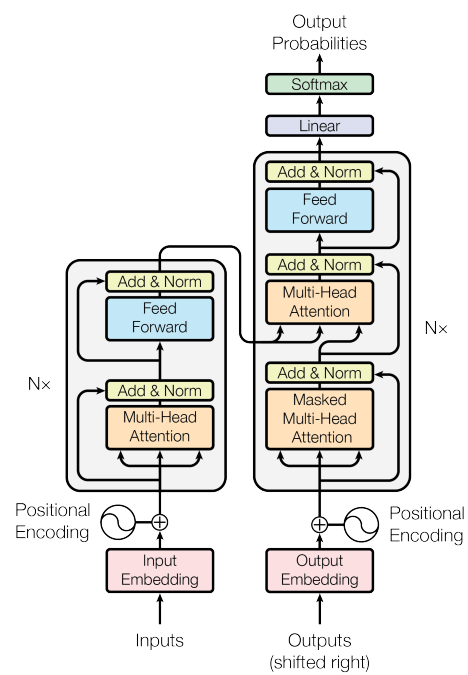 Output
Probabilities
Softmax
Linear
Add & Norm
Feed
Forward
Add & Norm
Multi-Head
Attention
Add & Norm
Masked
Multi-Head
Attention
N×
Add & Norm
Feed
Forward
Add & Norm
Multi-Head
Attention
N×
Positional
Encoding
Positional
Encoding
Input
Embedding
Output
Embedding
Inputs
Outputs
(shifted right)